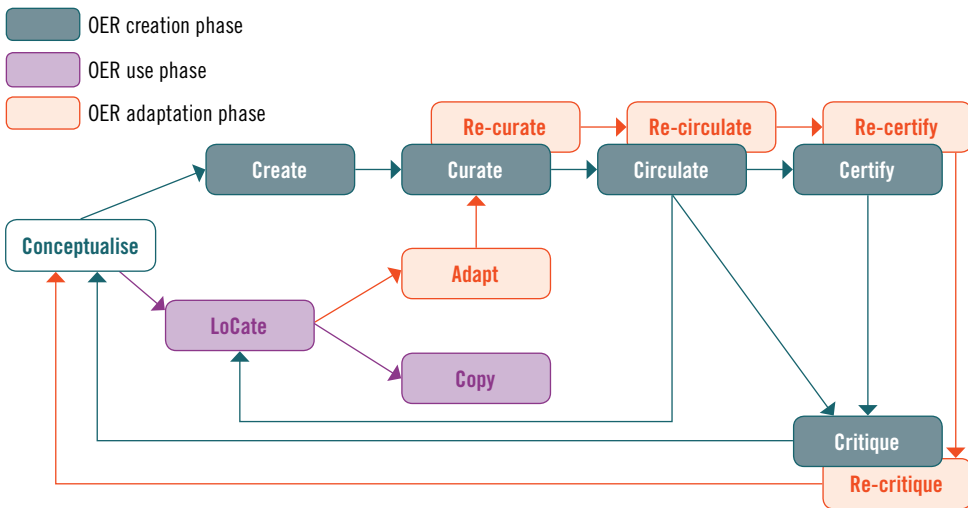 OER creation phase
OER use phase
OER adaptation phase
Re-curate
Re-circulate
Re-certify
Create
Curate
Circulate
Certify
Conceptualise
Adapt
LoCate
Copy
Critique
Re-critique